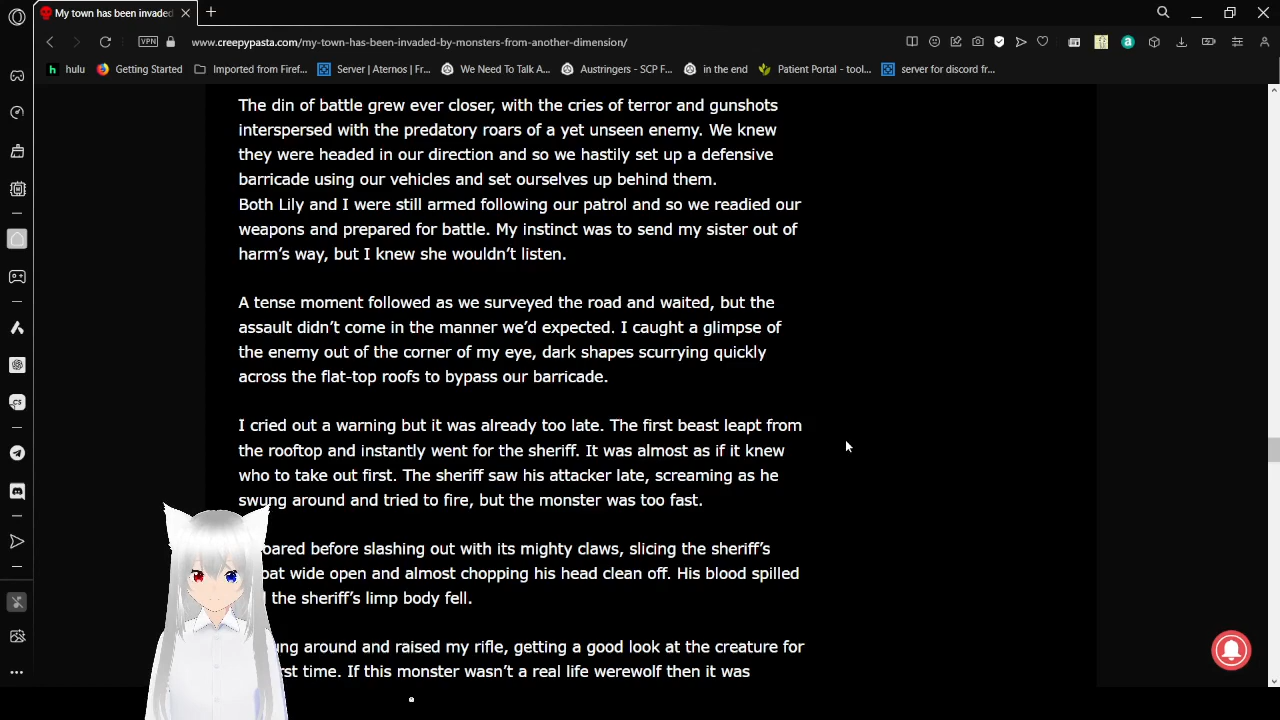 My town has been invaded
VPN
www.creepypasta.com/my-town-has-been-invaded-by-monsters-from-another-dimension/
hulu
Getting Started
Imported from Firef...
Server | Aternos | Fr...
We Need To Talk A...
Austringers - SCP F...
in the end
Patient Portal - tool...
server for discord fr...
The din of battle grew ever closer, with the cries of terror and gunshots
interspersed with the predatory roars of a yet unseen enemy. We knew
they were headed in our direction and so we hastily set up a defensive
barricade using our vehicles and set ourselves up behind them.
Both Lily and I were still armed following our patrol and so we readied our
weapons and prepared for battle. My instinct was to send my sister out of
harm's way, but I knew she wouldn't listen.
A tense moment followed as we surveyed the road and waited, but the
assault didn't come in the manner we'd expected. I caught a glimpse of
the enemy out of the corner of my eye, dark shapes scurrying quickly
across the flat-top roofs to bypass our barricade.
I cried out a warning but it was already too late. The first beast leapt from
the rooftop and instantly went for the sheriff. It was almost as if it knew
who to take out first. The sheriff saw his attacker late, screaming as he
swung around and tried to fire, but the monster was too fast.
before slashing out with its mighty claws, slicing the sheriff's
wide open and almost chopping his head clean off. His blood spilled
the sheriff's limp body fell.
around and raised my rifle, getting a good look at the creature for
time. If this monster wasn't a real life werewolf then it was